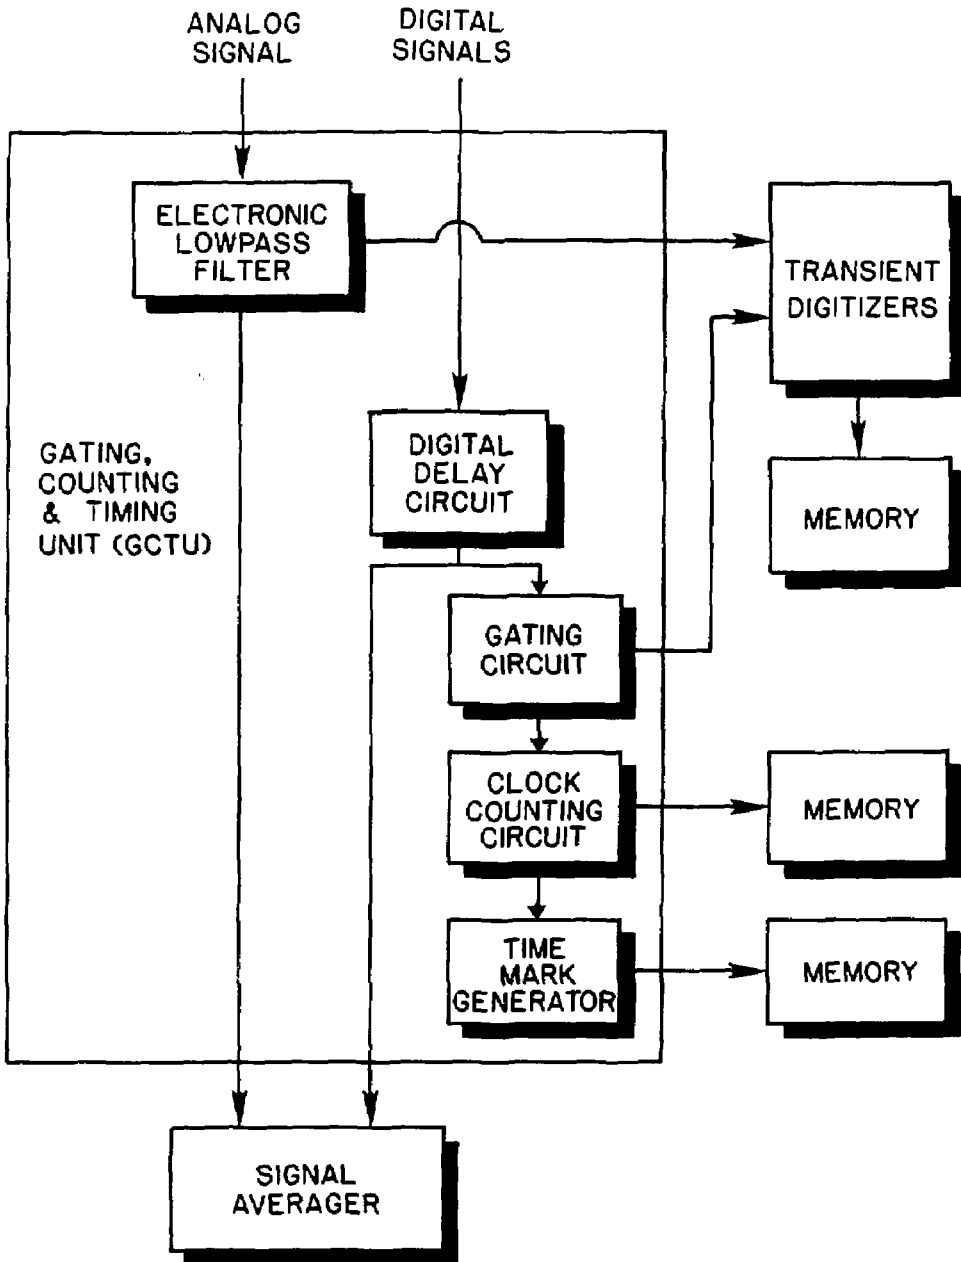 ANALOG
SIGNAL
DIGITAL
SIGNALS
ELECTRONIC
LOWPASS
FILTER
TRANSIENT
DIGITIZERS
GATING,
COUNTING
& TIMING
UNIT (GCTU)
DIGITAL
DELAY
CIRCUIT
MEMORY
GATING
CIRCUIT
CLOCK
COUNTING
CIRCUIT
MEMORY
TIME
MARK
GENERATOR
MEMORY
SIGNAL
AVERAGER